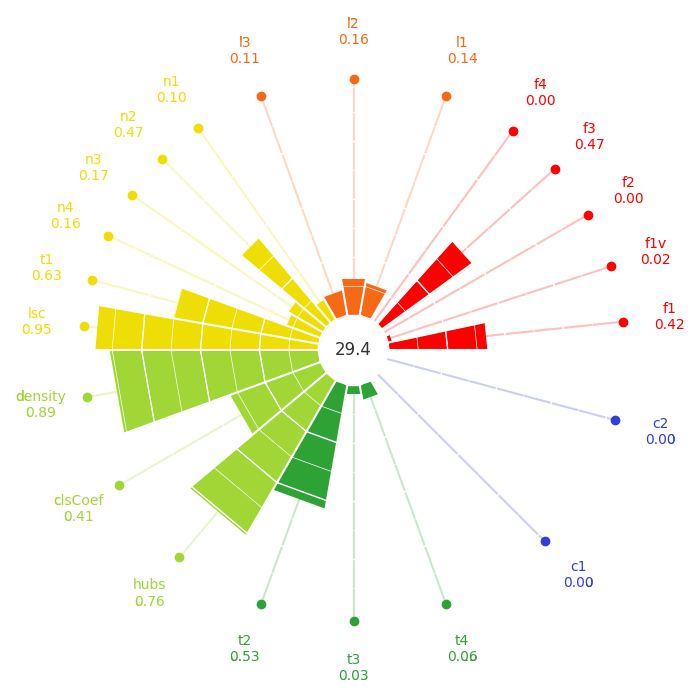 l2
0.16
l3
0.11
l1
0.14
n1
0.10
f4
0.00
n2
0.47
f3
0.47
n3
0.17
f2
0.00
n4
0.16
f1v
0.02
t1
0.63
lsc
0.95
f1
0.42
29.4
density
0.89
c2
0.00
clsCoef
0.41
hubs
0.76
c1
0.00
t2
0.53
t3
0.03
t4
0.06